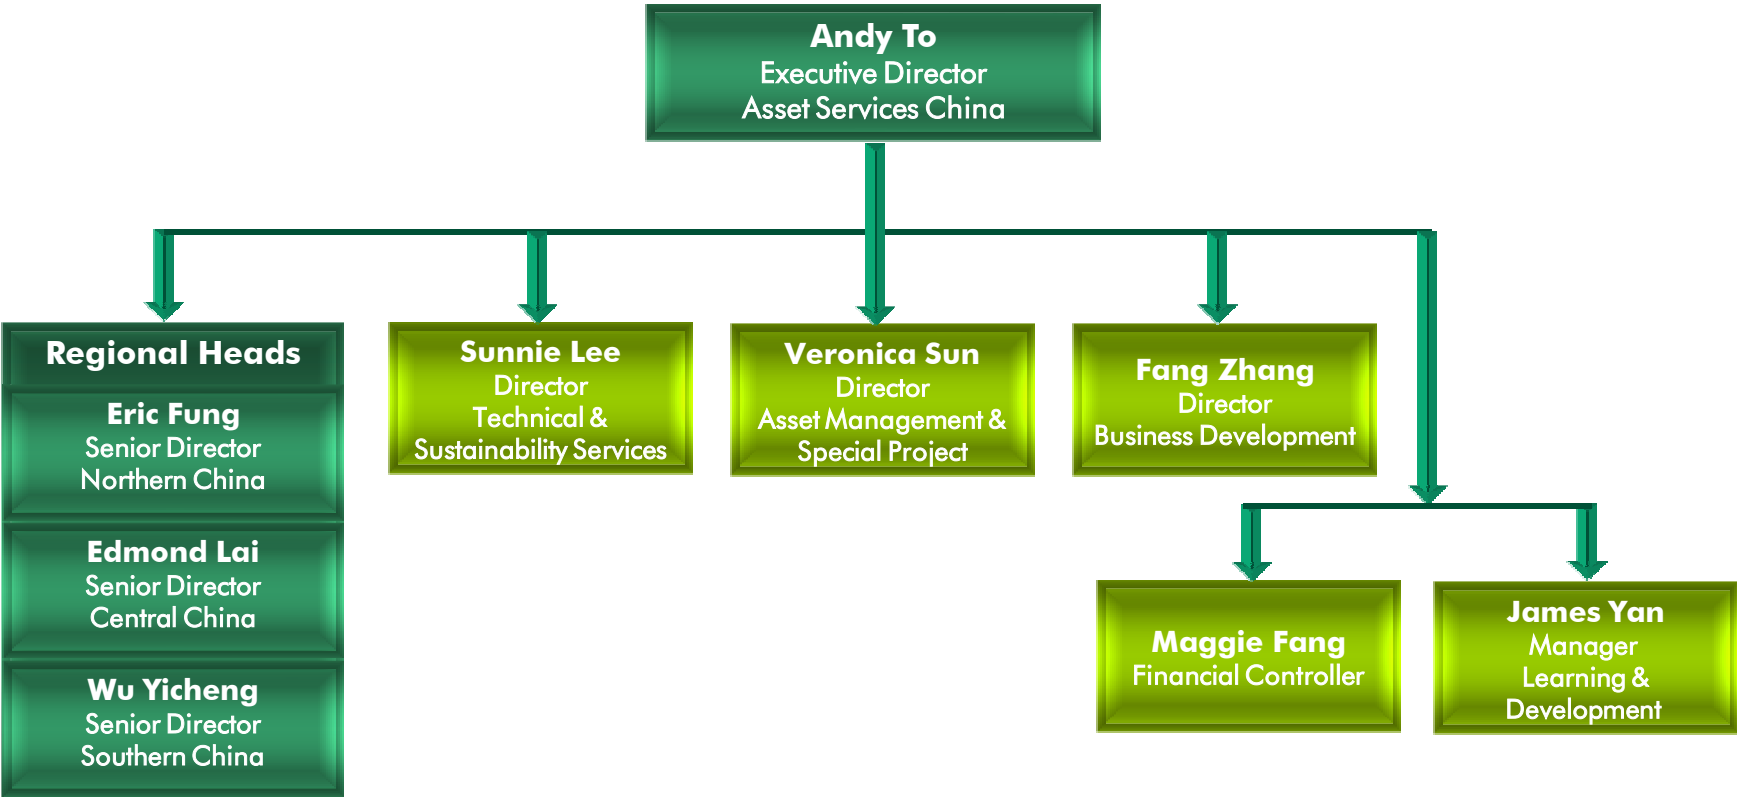 Andy To
Executive Director
Asset Services China
Regional Heads
Eric Fung
Senior Director
Northern China
Edmond Lai
Senior Director
Central China
Wu Yicheng
Senior Director
Southern China
Sunnie Lee
Director
Technical &
Sustainability Services
Veronica Sun
Director
Asset Management &
Special Project
Fang Zhang
Director
Business Development
Maggie Fang
Financial Controller
James Yan
Manager
Learning &
Development